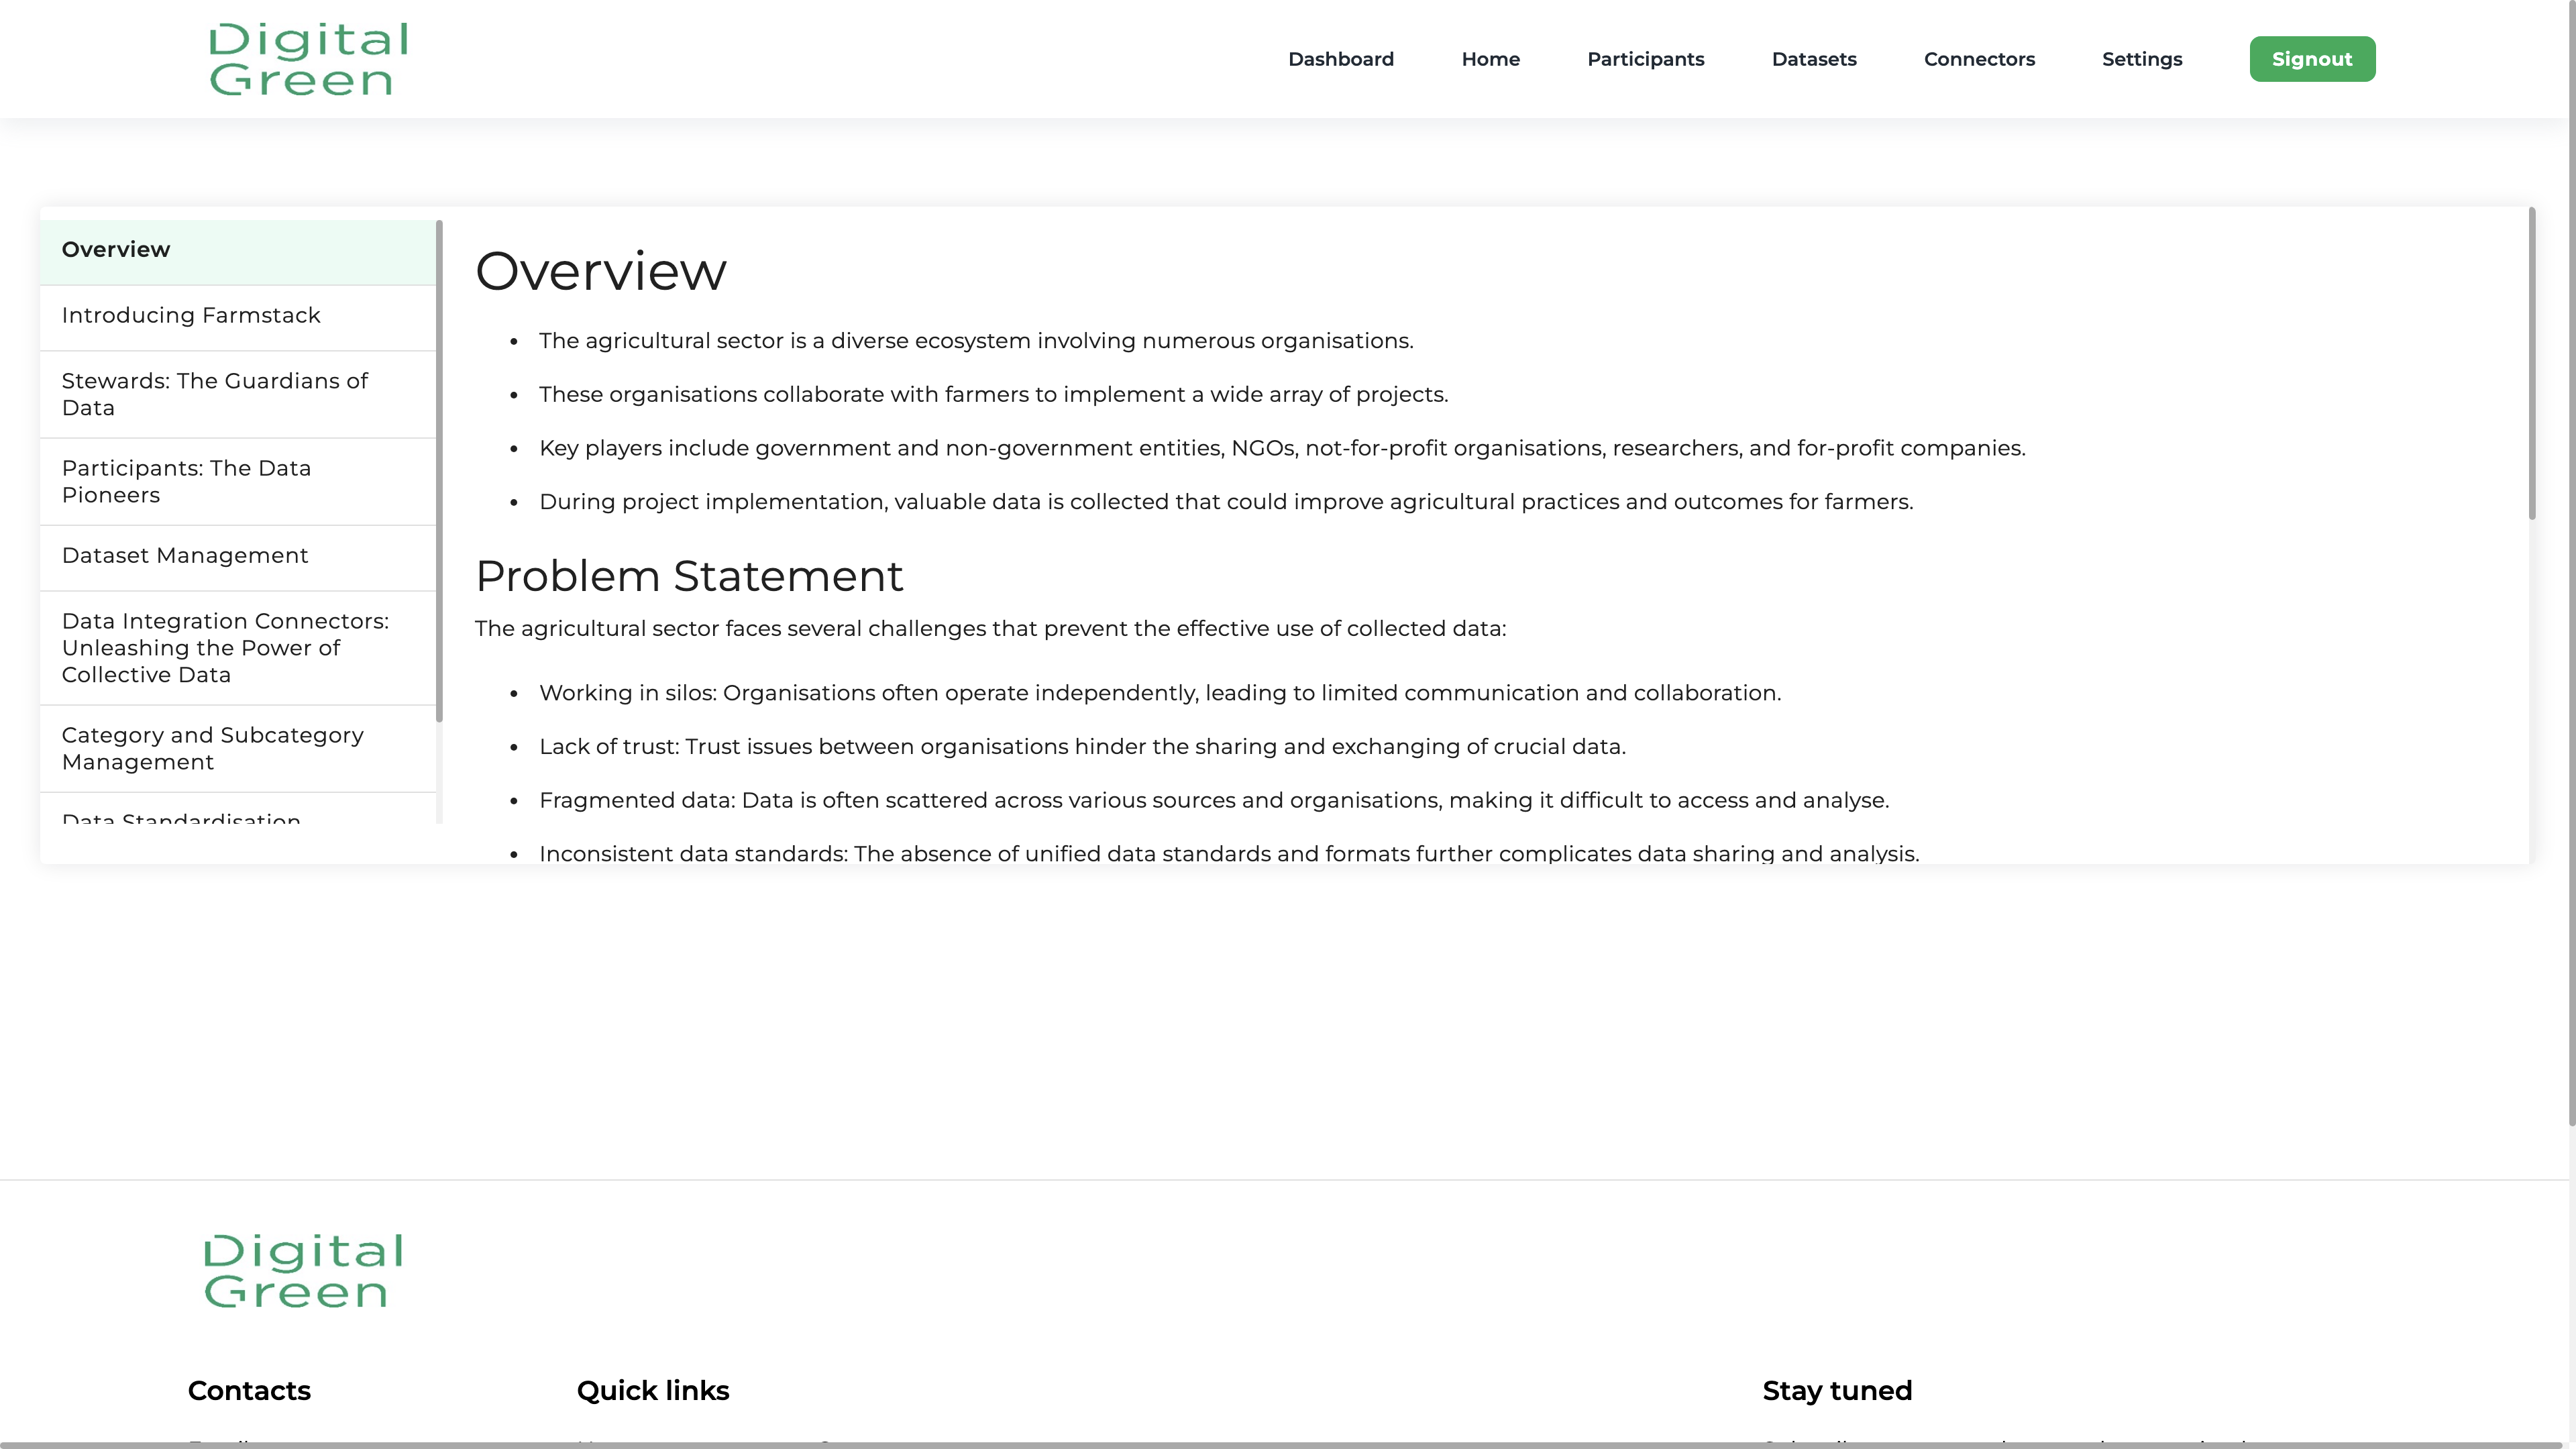 Digital
Green
Dashboard
Home
Participants
Datasets
Connectors
Settings
Signout
Overview
Introducing Farmstack
Stewards: The Guardians of
Data
Participants: The Data
Pioneers
Dataset Management
Data Integration Connectors:
Unleashing the Power of
Collective Data
Category and Subcategory
Management
Data Standardisation
Overview
• The agricultural sector is a diverse ecosystem involving numerous organisations.
• These organisations collaborate with farmers to implement a wide array of projects.
• Key players include government and non-government entities, NGOs, not-for-profit organisations, researchers, and for-profit companies.
• During project implementation, valuable data is collected that could improve agricultural practices and outcomes for farmers.
Problem Statement
The agricultural sector faces several challenges that prevent the effective use of collected data:
• Working in silos: Organisations often operate independently, leading to limited communication and collaboration.
• Lack of trust: Trust issues between organisations hinder the sharing and exchanging of crucial data.
• Fragmented data: Data is often scattered across various sources and organisations, making it difficult to access and analyse.
• Inconsistent data standards: The absence of unified data standards and formats further complicates data sharing and analysis.
Digital
Green
Contacts
Quick links
Stay tuned